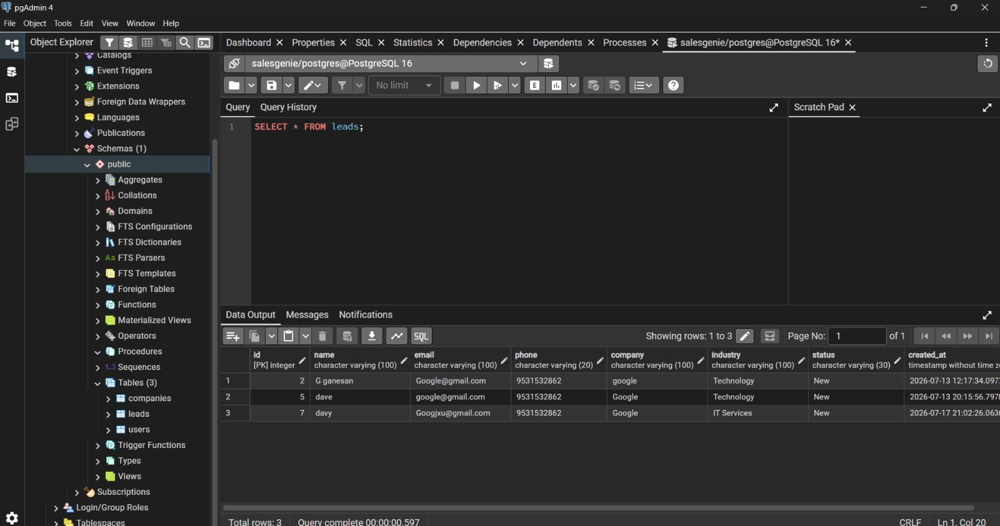 pgAdmin 4
File Object Tools Edit View Window Help
Object Explorer
Dashboard Properties SQL Statistics Dependencies Dependents Processes salesgenie/postgres@PostgreSQL 16*
Catalogs
Event Triggers
Extensions
Foreign Data Wrappers
Languages
Publications
Schemas (1)
public
Aggregates
Collations
Domains
FTS Configurations
FTS Dictionaries
Aa FTS Parsers
FTS Templates
Foreign Tables
Functions
Materialized Views
Operators
Procedures
1..3 Sequences
Tables (3)
companies
leads
users
Trigger Functions
Types
Views
Subscriptions
Login/Group Roles
Tablespaces
salesgenie/postgres@PostgreSQL 16
No limit
E
Query Query History
Scratch Pad
1 SELECT * FROM leads;
Data Output Messages Notifications
SQL
Showing rows: 1 to 3
Page No: 1 of 1
id name email phone company industry status created_at
[PK] integer character varying (100) character varying (100) character varying (20) character varying (100) character varying (100) character varying (30) timestamp without time z
1 2 G ganesan Google@gmail.com 9531532862 google Technology New 2026-07-13 12:17:34.097
2 5 dave google@gmail.com 9531532862 Google Technology New 2026-07-13 20:15:56.797
3 7 davy Googjxu@gmail.com 9531532862 Google IT Services New 2026-07-17 21:02:26.063
Total rows: 3 Query complete 00:00:00.597
CRLF Ln 1, Col 20